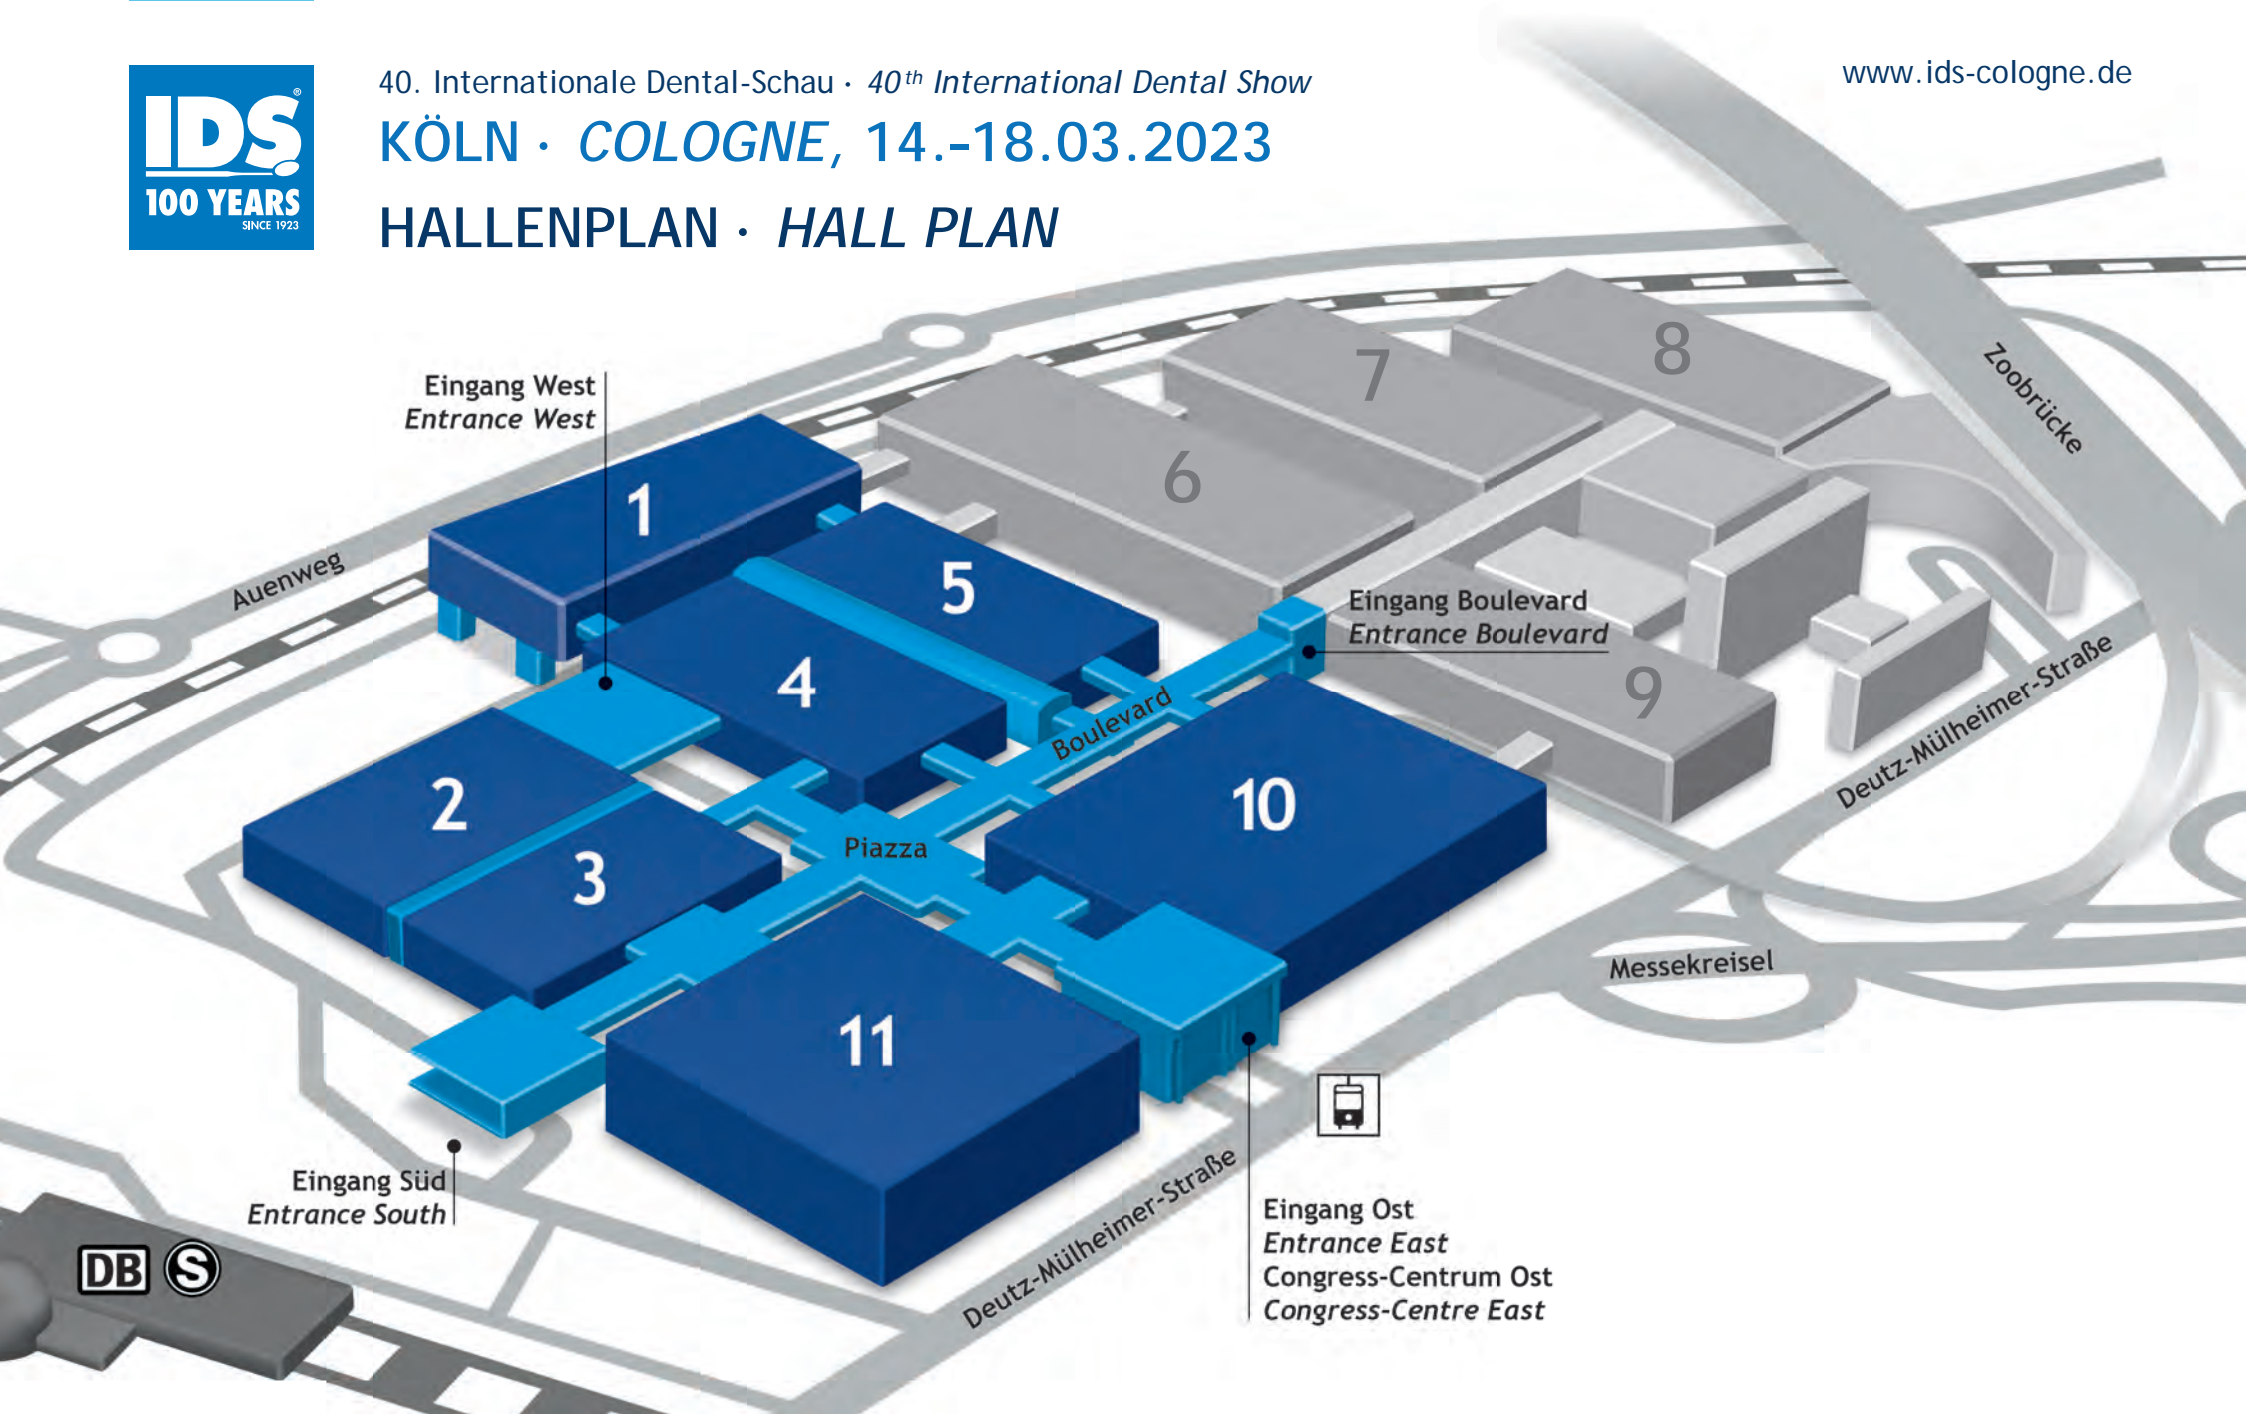 IDS®
100 YEARS
SINCE 1923
40. Internationale Dental-Schau · 40th International Dental Show
KÖLN · COLOGNE, 14.–18.03.2023
HALLENPLAN · HALL PLAN
www.ids-cologne.de
Eingang West
Entrance West
1
2
3
4
5
6
7
8
9
10
11
Auenweg
Zoobrücke
Eingang Boulevard
Entrance Boulevard
Boulevard
Piazza
Deutz-Mülheimer-Straße
Messekreisel
Eingang Süd
Entrance South
DB
S
Deutz-Mülheimer-Straße
Eingang Ost
Entrance East
Congress-Centrum Ost
Congress-Centre East